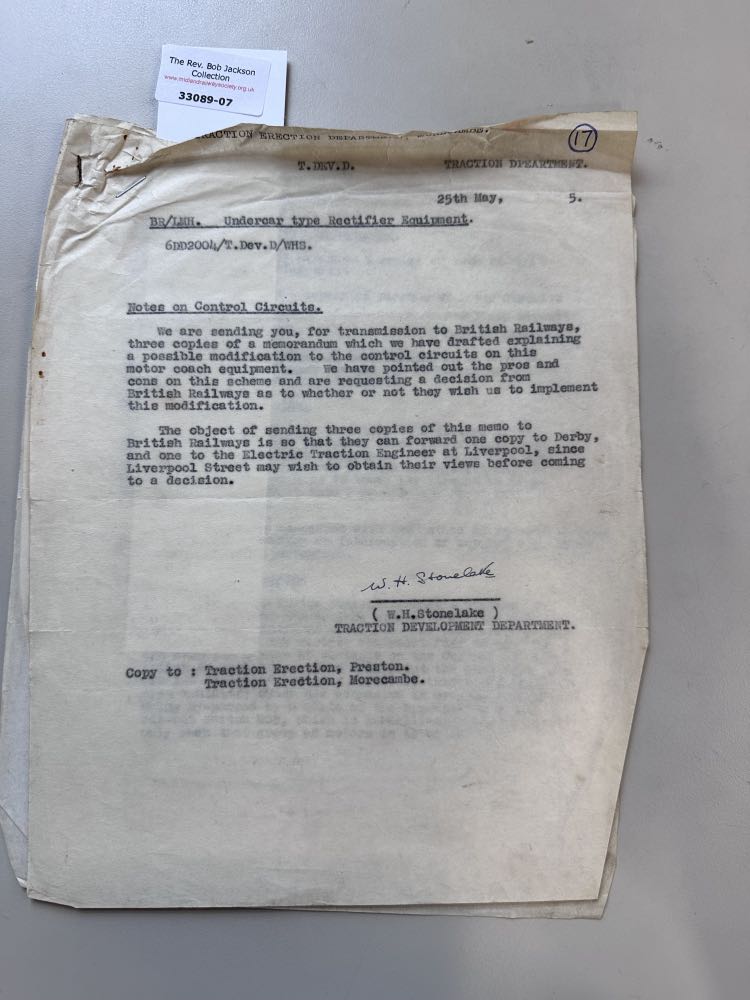 The Rev. Bob Jackson
Collection
www.midlandrailwaysociety.org.uk
33089-07
ERECTION
17
T.DEV.D. TRACTION DPEARTMENT.
25th May, 5.
BR/LMH. Undercar type Rectifier Equipment.
6DD2004/T.Dev.D/WHS.
Notes on Control Circuits.
We are sending you, for transmission to British Railways,
three copies of a memorandum which we have drafted explaining
a possible modification to the control circuits on this
motor coach equipment. We have pointed out the pros and
cons on this scheme and are requesting a decision from
British Railways as to whether or not they wish us to implement
this modification.
The object of sending three copies of this memo to
British Railways is so that they can forward one copy to Derby,
and one to the Electric Traction Engineer at Liverpool, since
Liverpool Street may wish to obtain their views before coming
to a decision.
W. H. Stonelake
( W.H.Stonelake )
TRACTION DEVELOPMENT DEPARTMENT.
Copy to : Traction Erection, Preston.
Traction Erection, Morecambe.